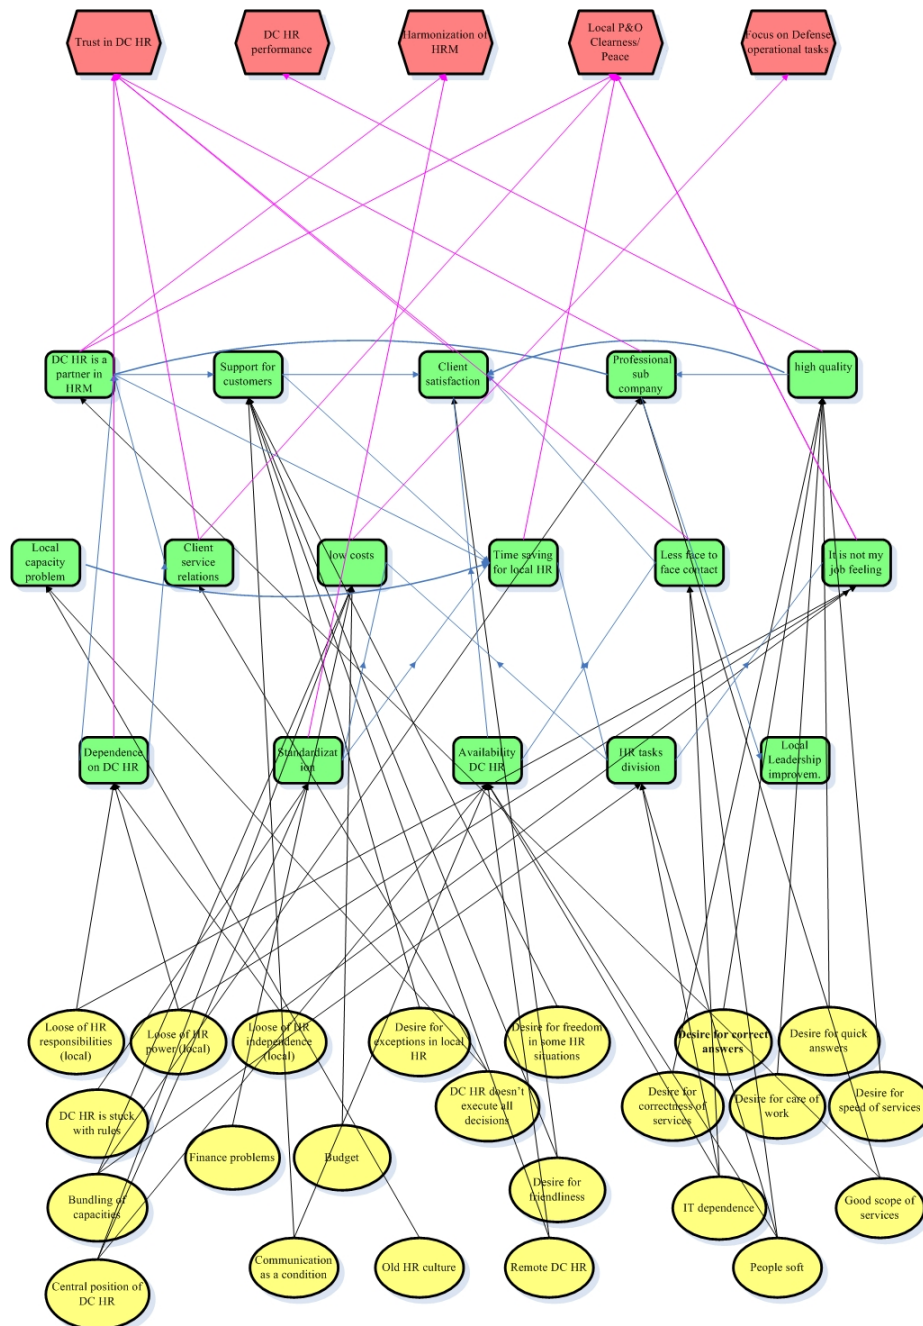 Trust in DC HR
DC HR
performance
Harmonization of
HRM
Local P&O
Clearness/
Peace
Focus on Defense
operational tasks
DC HR is a
partner in
HRM
Support for
customers
Client
satisfaction
Professional
sub
company
high quality
Local
capacity
problem
Client
service
relations
low costs
Time saving
for local HR
Less face to
face contact
It is not my
job feeling
Dependence
on DC HR
Standardizat
ion
Availability
DC HR
HR tasks
division
Local
Leadership
improvem.
Loose of HR
responsibilities
(local)
Loose of HR
power (local)
Loose of HR
independence
(local)
Desire for
exceptions in local
HR
Desire for freedom
in some HR
situations
Desire for correct
answers
Desire for quick
answers
DC HR is stuck
with rules
DC HR doesn't
execute all
decisions
Desire for
correctness of
services
Desire for care of
work
Desire for
speed of services
Finance problems
Budget
Bundling of
capacities
Desire for
friendliness
IT dependence
Good scope of
services
Central position of
DC HR
Communication
as a condition
Old HR culture
Remote DC HR
People soft